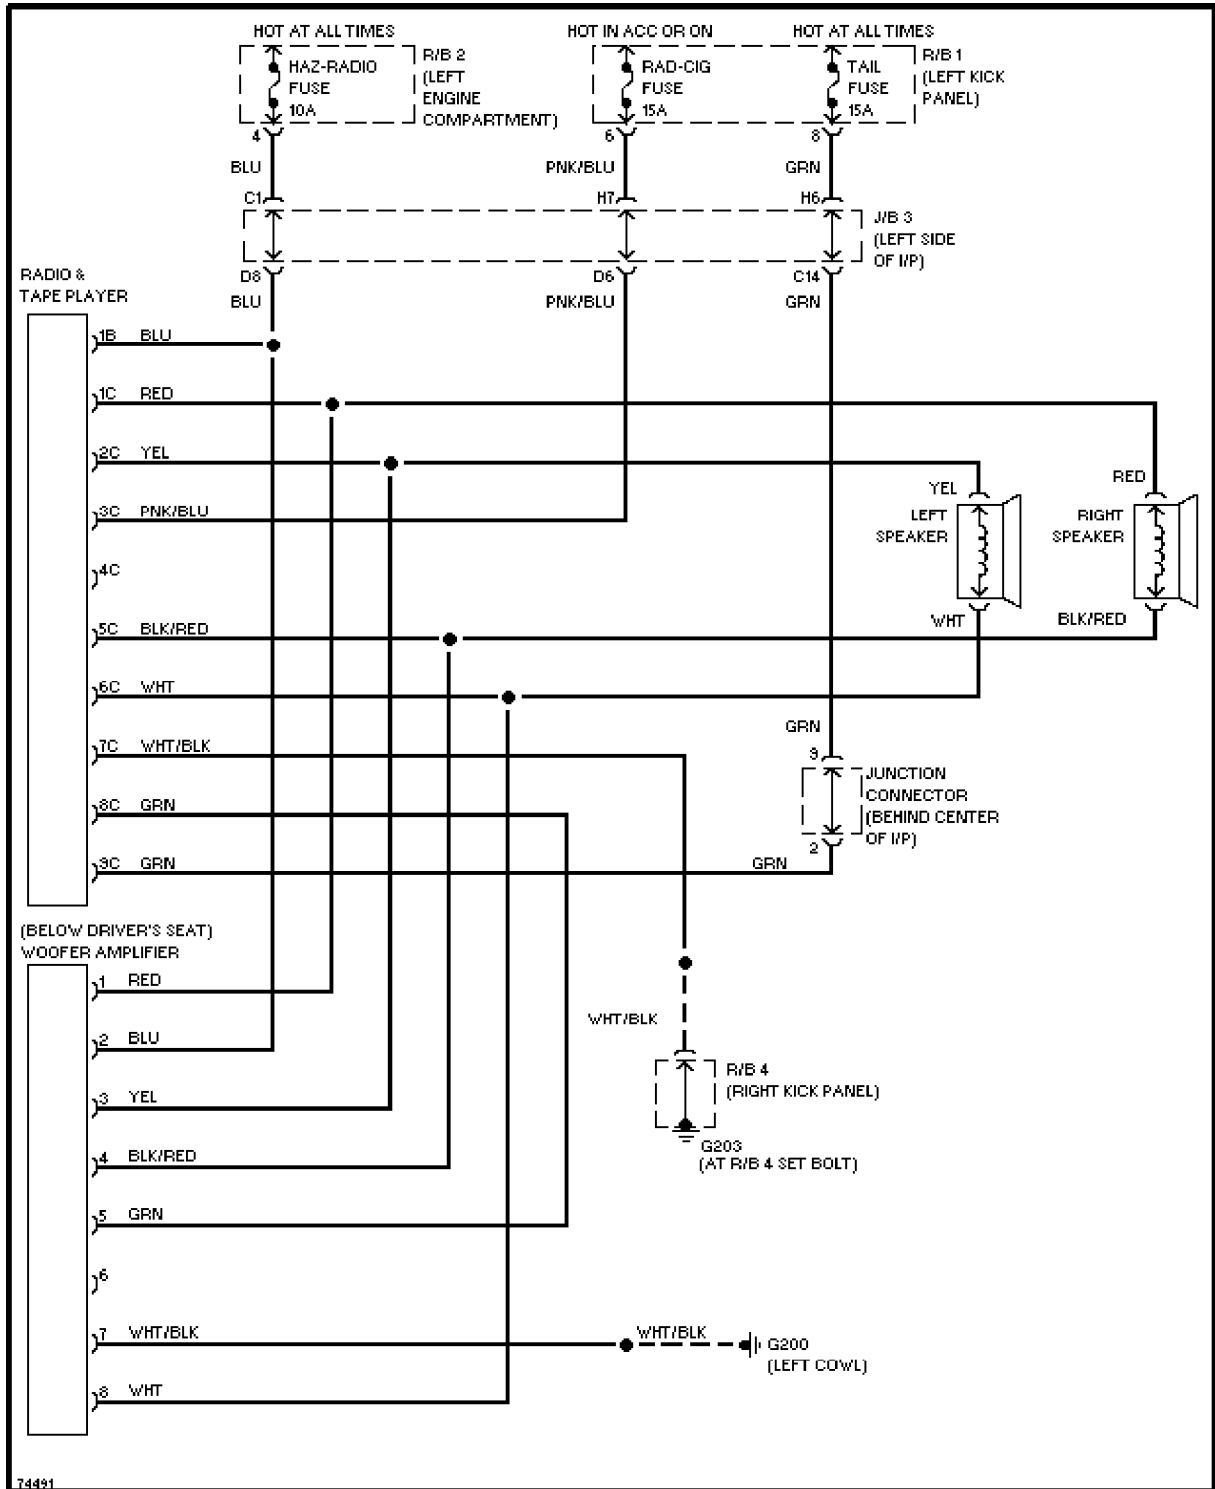 HOT AT ALL TIMES
HOT IN ACC OR ON
HOT AT ALL TIMES
HAZ-RADIO
FUSE
10A
R/B 2
(LEFT
ENGINE
COMPARTMENT)
RAD-CIG
FUSE
15A
TAIL
FUSE
15A
R/B 1
(LEFT KICK
PANEL)
4
6
8
BLU
PNK/BLU
GRN
C1
H7
H6
J/B 3
(LEFT SIDE
OF I/P)
D8
D6
C14
BLU
PNK/BLU
GRN
RADIO &
TAPE PLAYER
1B BLU
1C RED
2C YEL
3C PNK/BLU
4C
5C BLK/RED
6C WHT
7C WHT/BLK
8C GRN
9C GRN
YEL
LEFT
SPEAKER
WHT
RED
RIGHT
SPEAKER
BLK/RED
GRN
9
JUNCTION
CONNECTOR
(BEHIND CENTER
OF I/P)
2
GRN
(BELOW DRIVER'S SEAT)
WOOFER AMPLIFIER
1 RED
2 BLU
3 YEL
4 BLK/RED
5 GRN
6
7 WHT/BLK
8 WHT
WHT/BLK
R/B 4
(RIGHT KICK PANEL)
G203
(AT R/B 4 SET BOLT)
WHT/BLK
G200
(LEFT COWL)
74491